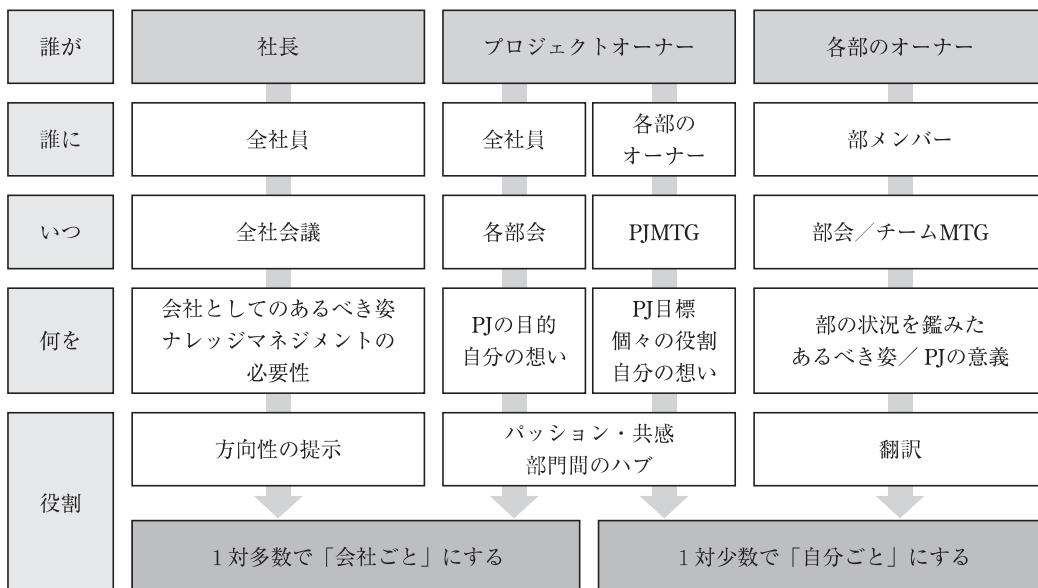 誰が
社長
プロジェクトオーナー
各部のオーナー
誰に
全社員
全社員
各部の
オーナー
部メンバー
いつ
全社会議
各部会
PJMTG
部会／チームMTG
何を
会社としてのあるべき姿
ナレッジマネジメントの
必要性
PJの目的
自分の想い
PJ目標
個々の役割
自分の想い
部の状況を鑑みた
あるべき姿／PJの意義
役割
方向性の提示
パッション・共感
部門間のハブ
翻訳
1対多数で「会社ごと」にする
1対少数で「自分ごと」にする